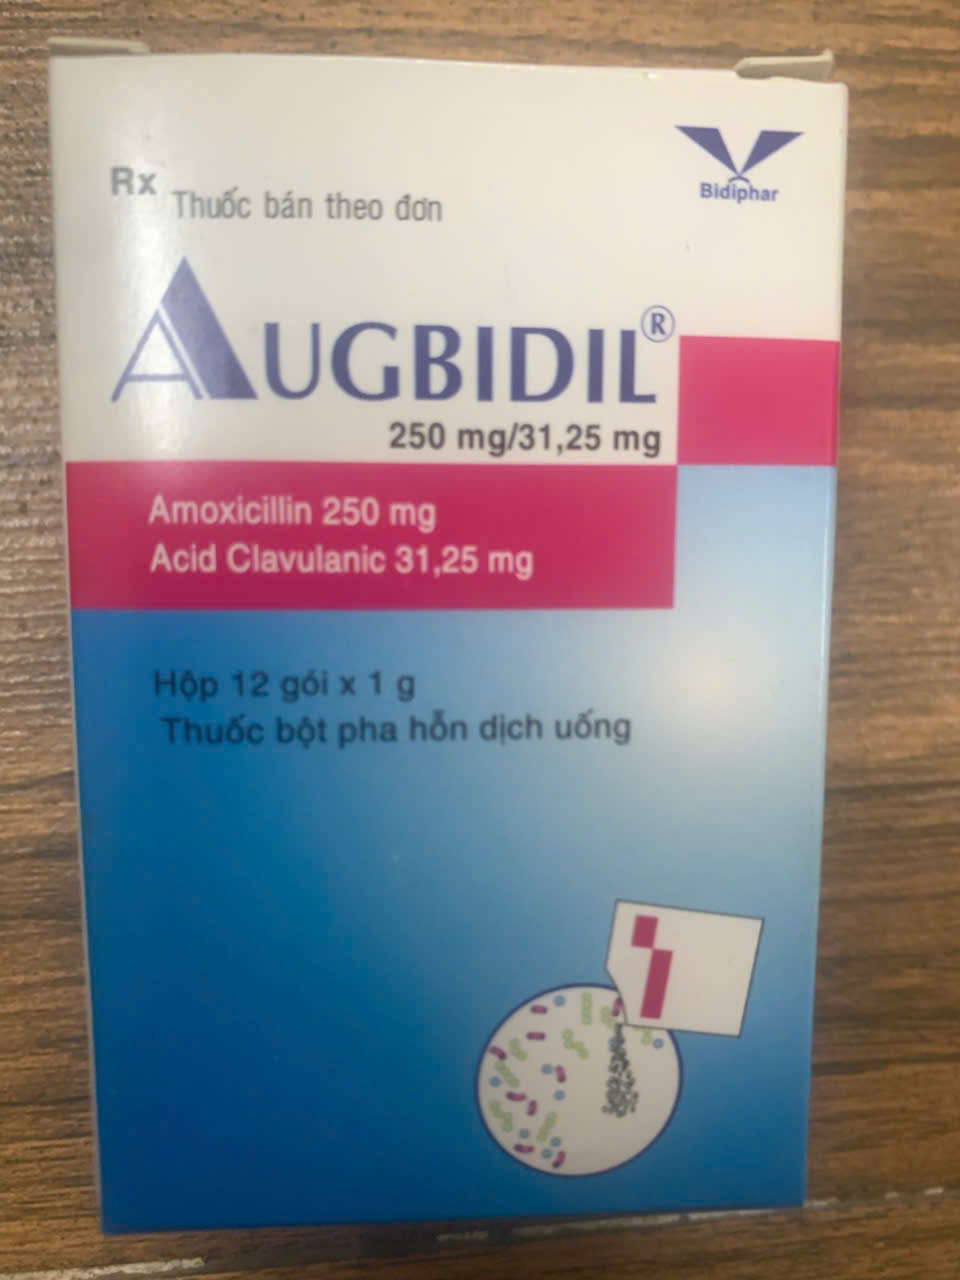 Rx Thuốc bán theo đơn
Bidiphar
AUGBIDIL®
250 mg/31,25 mg
Amoxicillin 250 mg
Acid Clavulanic 31,25 mg
Hộp 12 gói x 1 g
Thuốc bột pha hỗn dịch uống